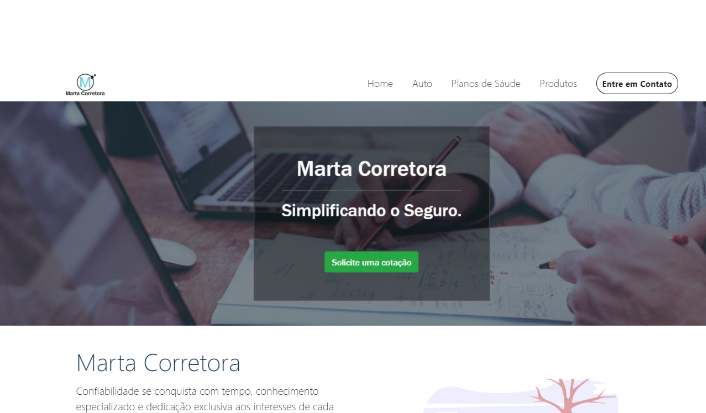 Marta Corretora
Home Auto Planos de Sáude Produtos Entre em Contato
Marta Corretora
Simplificando o Seguro.
Solicite uma cotação
Marta Corretora
Confiabilidade se conquista com tempo, conhecimento
especializado e dedicação exclusiva aos interesses de cada